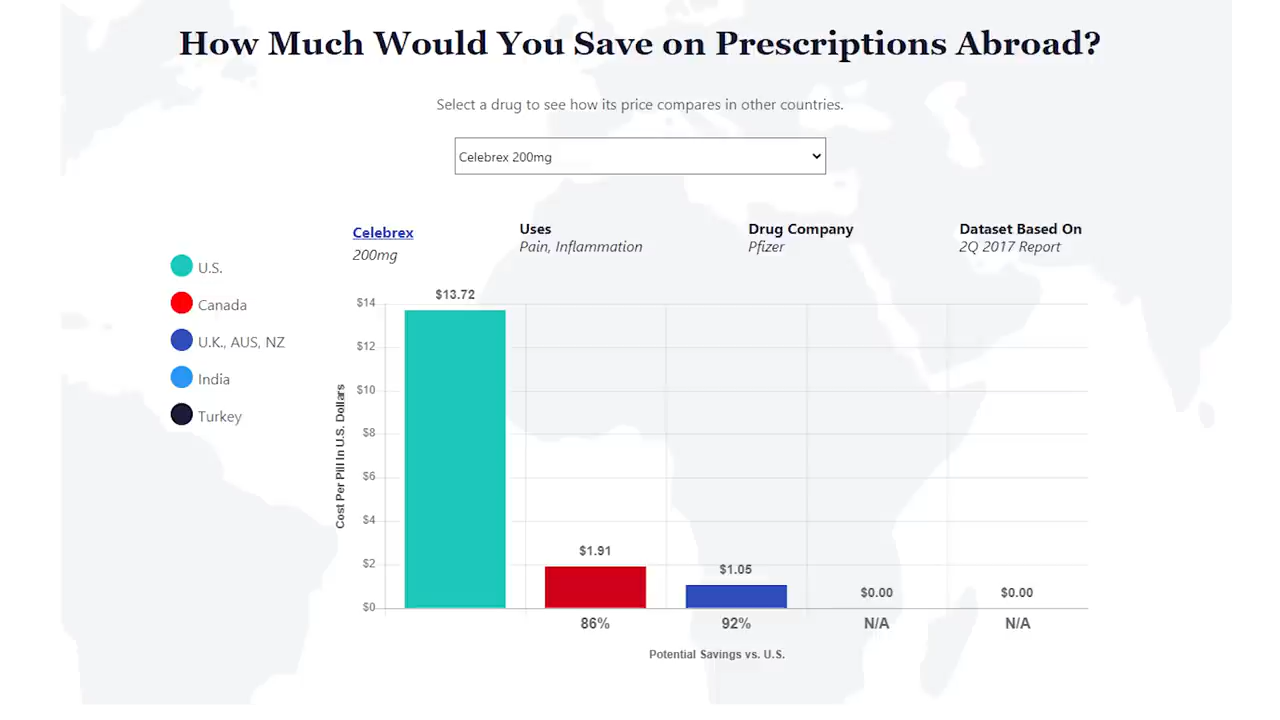 How Much Would You Save on Prescriptions Abroad?
Select a drug to see how its price compares in other countries.
Celebrex 200mg
Celebrex
200mg
Uses
Pain, Inflammation
Drug Company
Pfizer
Dataset Based On
2Q 2017 Report
U.S.
Canada
U.K., AUS, NZ
India
Turkey
Cost Per Pill In U.S. Dollars
$14
$12
$10
$8
$6
$4
$2
$0
$13.72
$1.91
$1.05
$0.00
$0.00
86%
92%
N/A
N/A
Potential Savings vs. U.S.